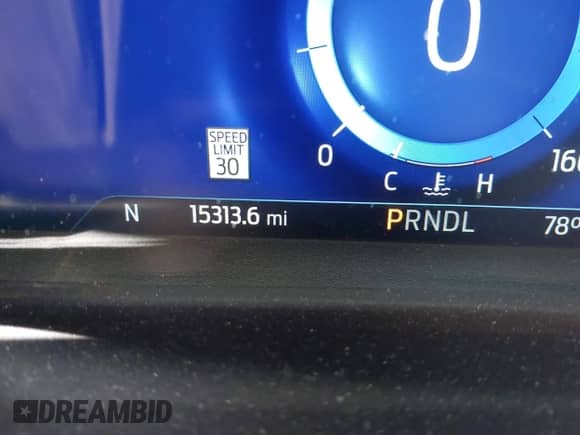 0
SPEED
LIMIT
30
0
C H
N 15313.6 mi PRNDL 78°
DREAMBID